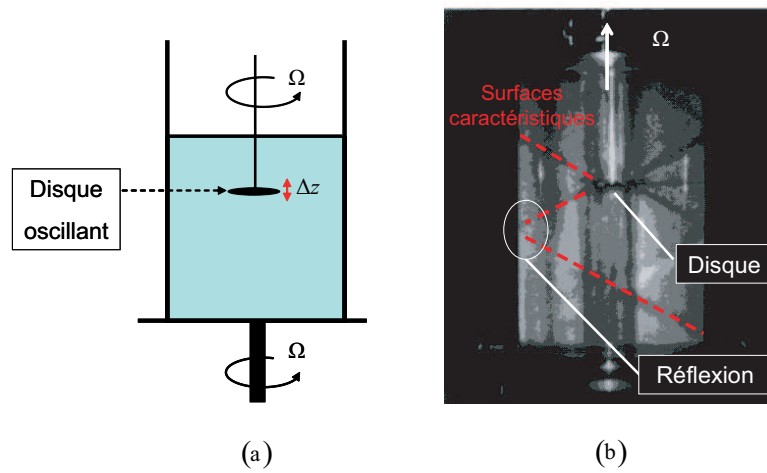 Ω
Disque
oscillant
Δz
Ω
(a)
Ω
Surfaces
caractéristiques
Disque
Réflexion
(b)